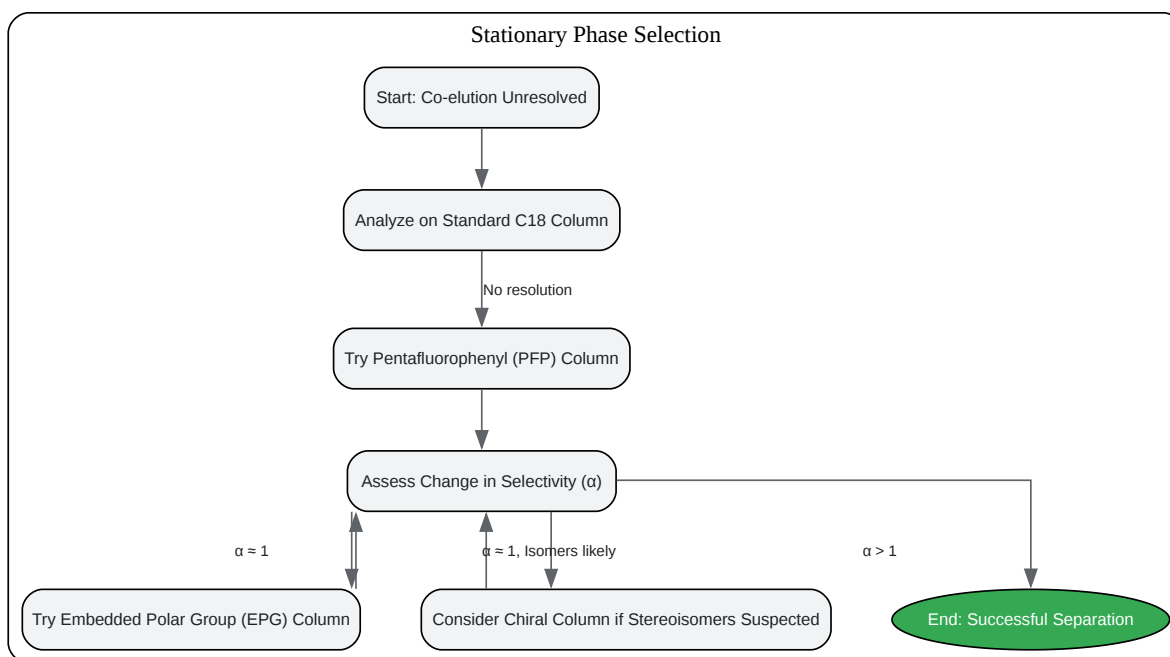 Stationary Phase Selection
Start: Co-elution Unresolved
Analyze on Standard C18 Column
No resolution
Try Pentafluorophenyl (PFP) Column
Assess Change in Selectivity (α)
α ≈ 1
α ≈ 1, Isomers likely
α > 1
Try Embedded Polar Group (EPG) Column
Consider Chiral Column if Stereoisomers Suspected
End: Successful Separation